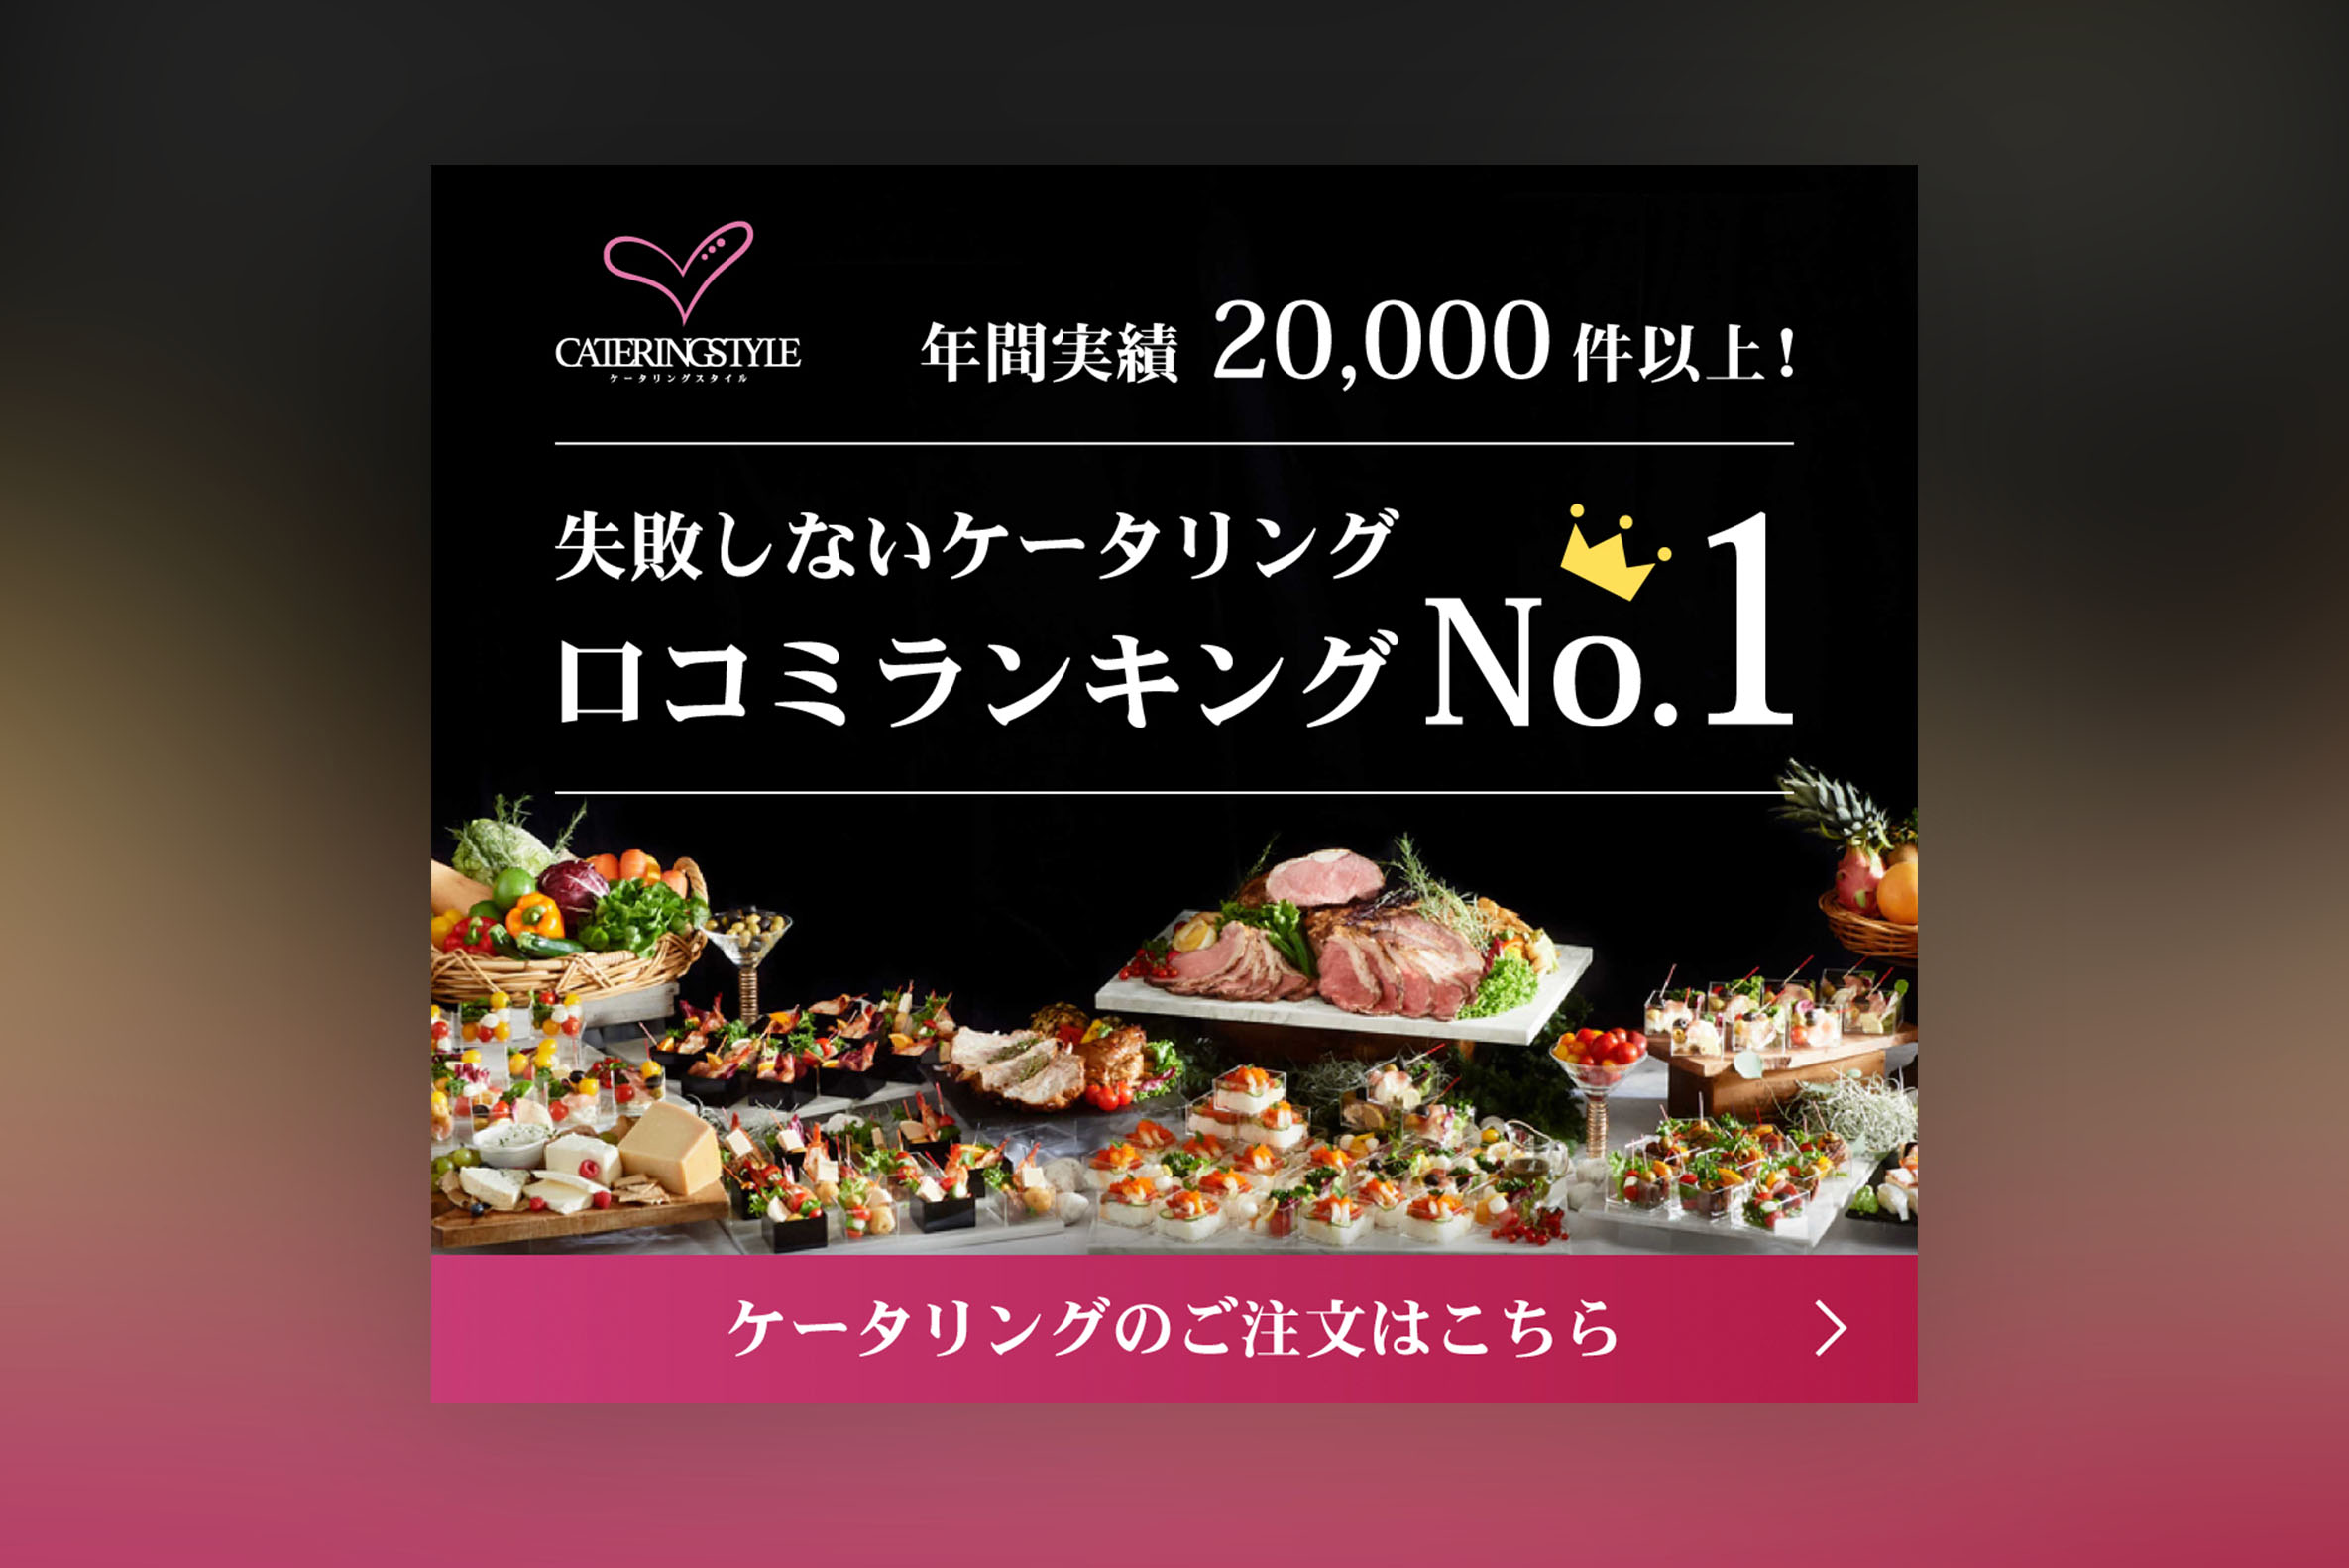 CATERINGSTYLE
ケータリングスタイル
年間実績 20,000 件以上!
失敗しないケータリング
口コミランキング No.1
ケータリングのご注文はこちら